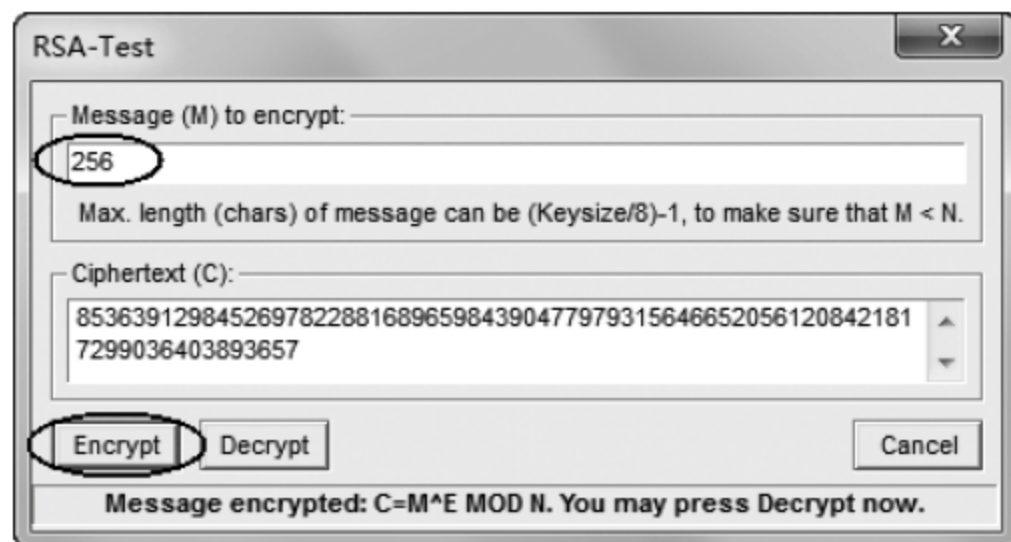 RSA-Test
X
Message (M) to encrypt:
256
Max. length (chars) of message can be (Keysize/8)-1, to make sure that M < N.
Ciphertext (C):
85363912984526978228816896598439047797931564665205612084218​1
7299036403893657
Encrypt Decrypt Cancel
Message encrypted: C=M^E MOD N. You may press Decrypt now.